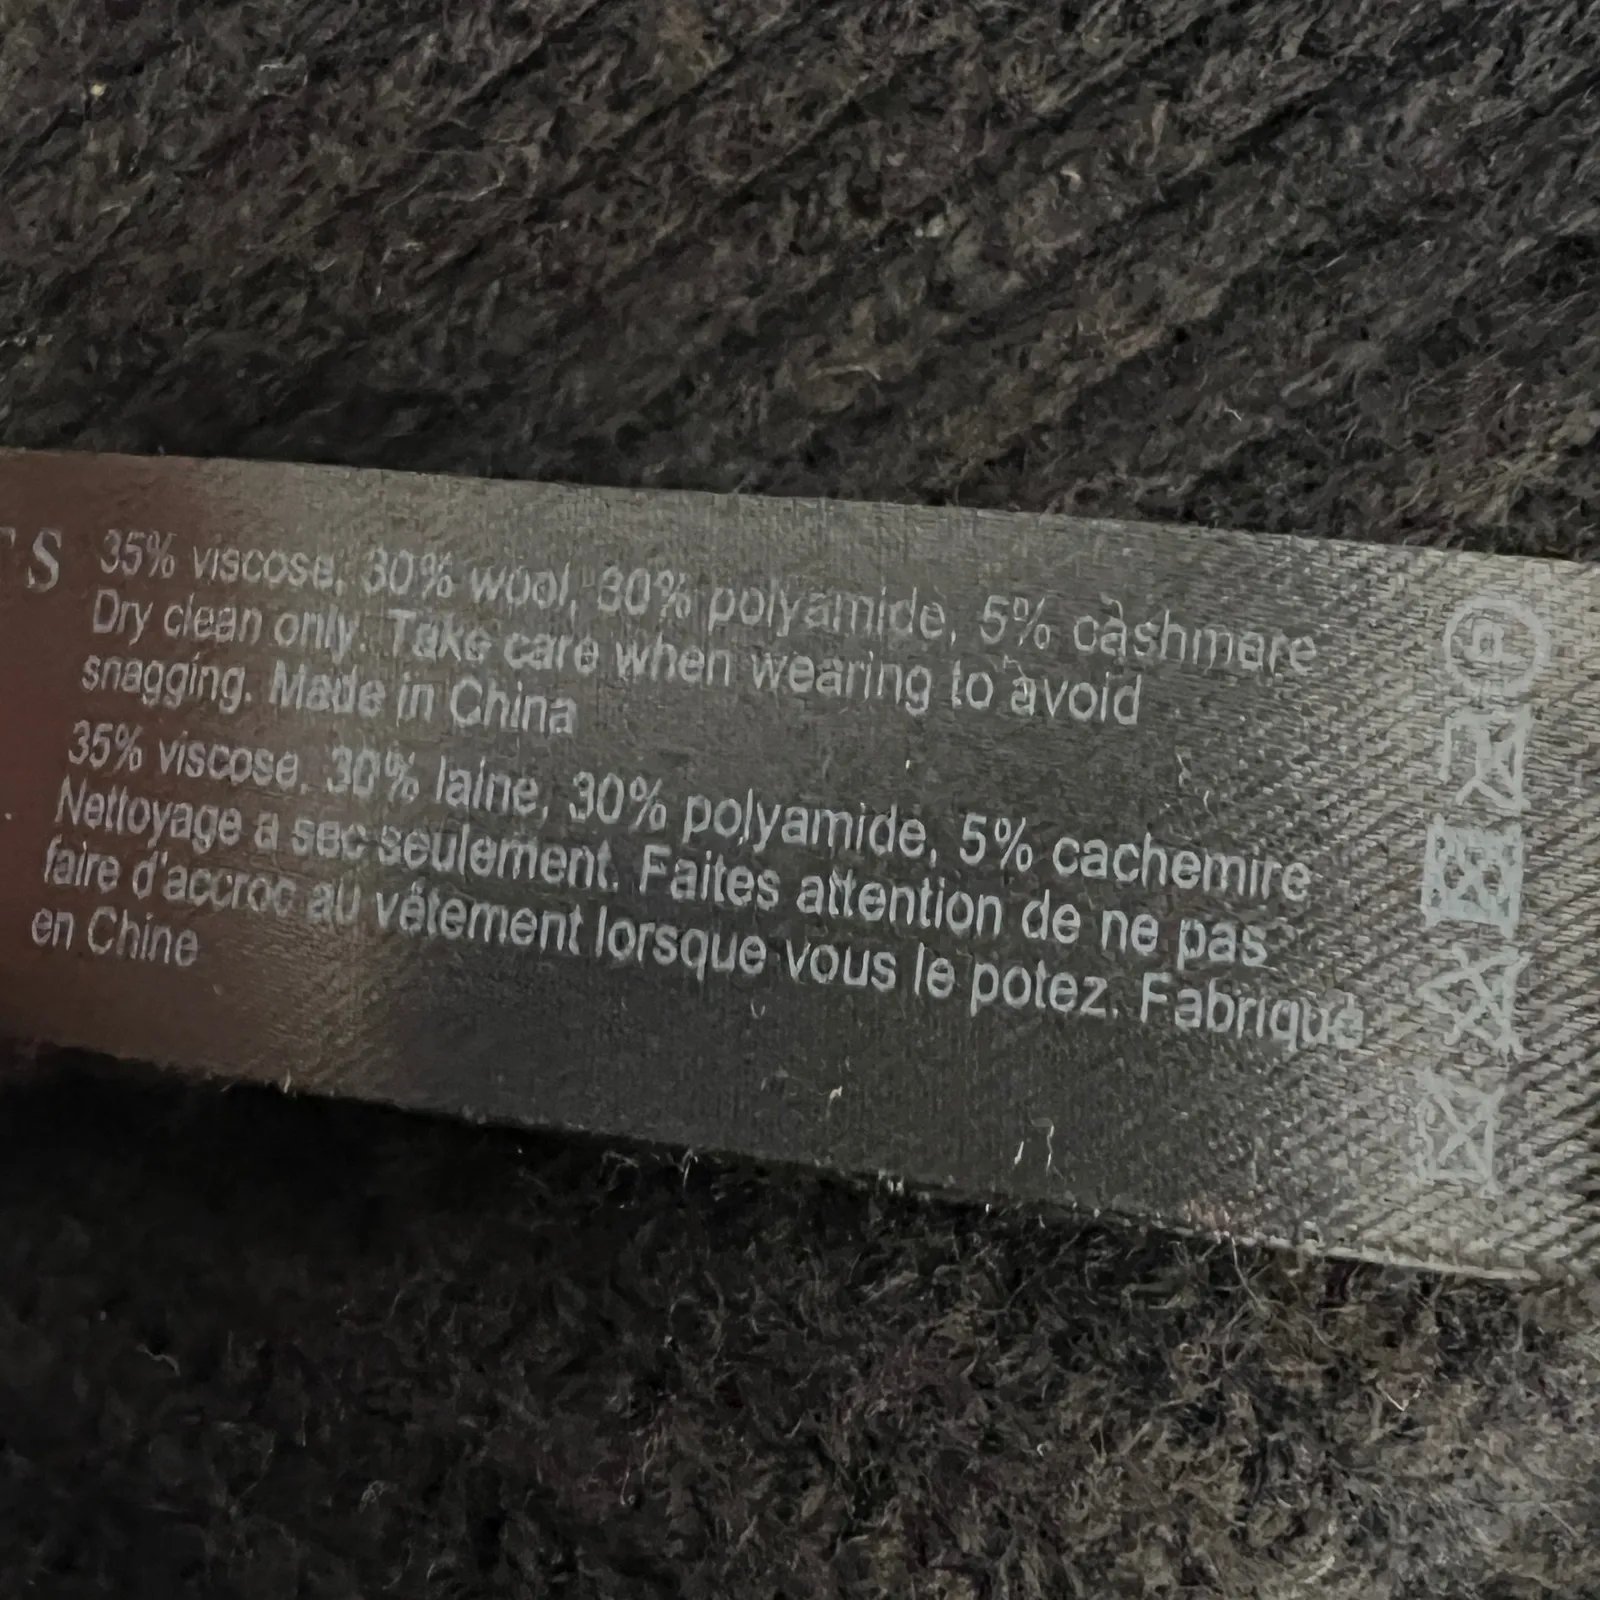 S
35% viscose, 30% wool, 30% polyamide, 5% cashmere
Dry clean only. Take care when wearing to avoid
snagging. Made in China
35% viscose, 30% laine, 30% polyamide, 5% cachemire
Nettoyage a sec seulement. Faites attention de ne pas
faire d'accroc au vêtement lorsque vous le potez. Fabrique
en Chine
P